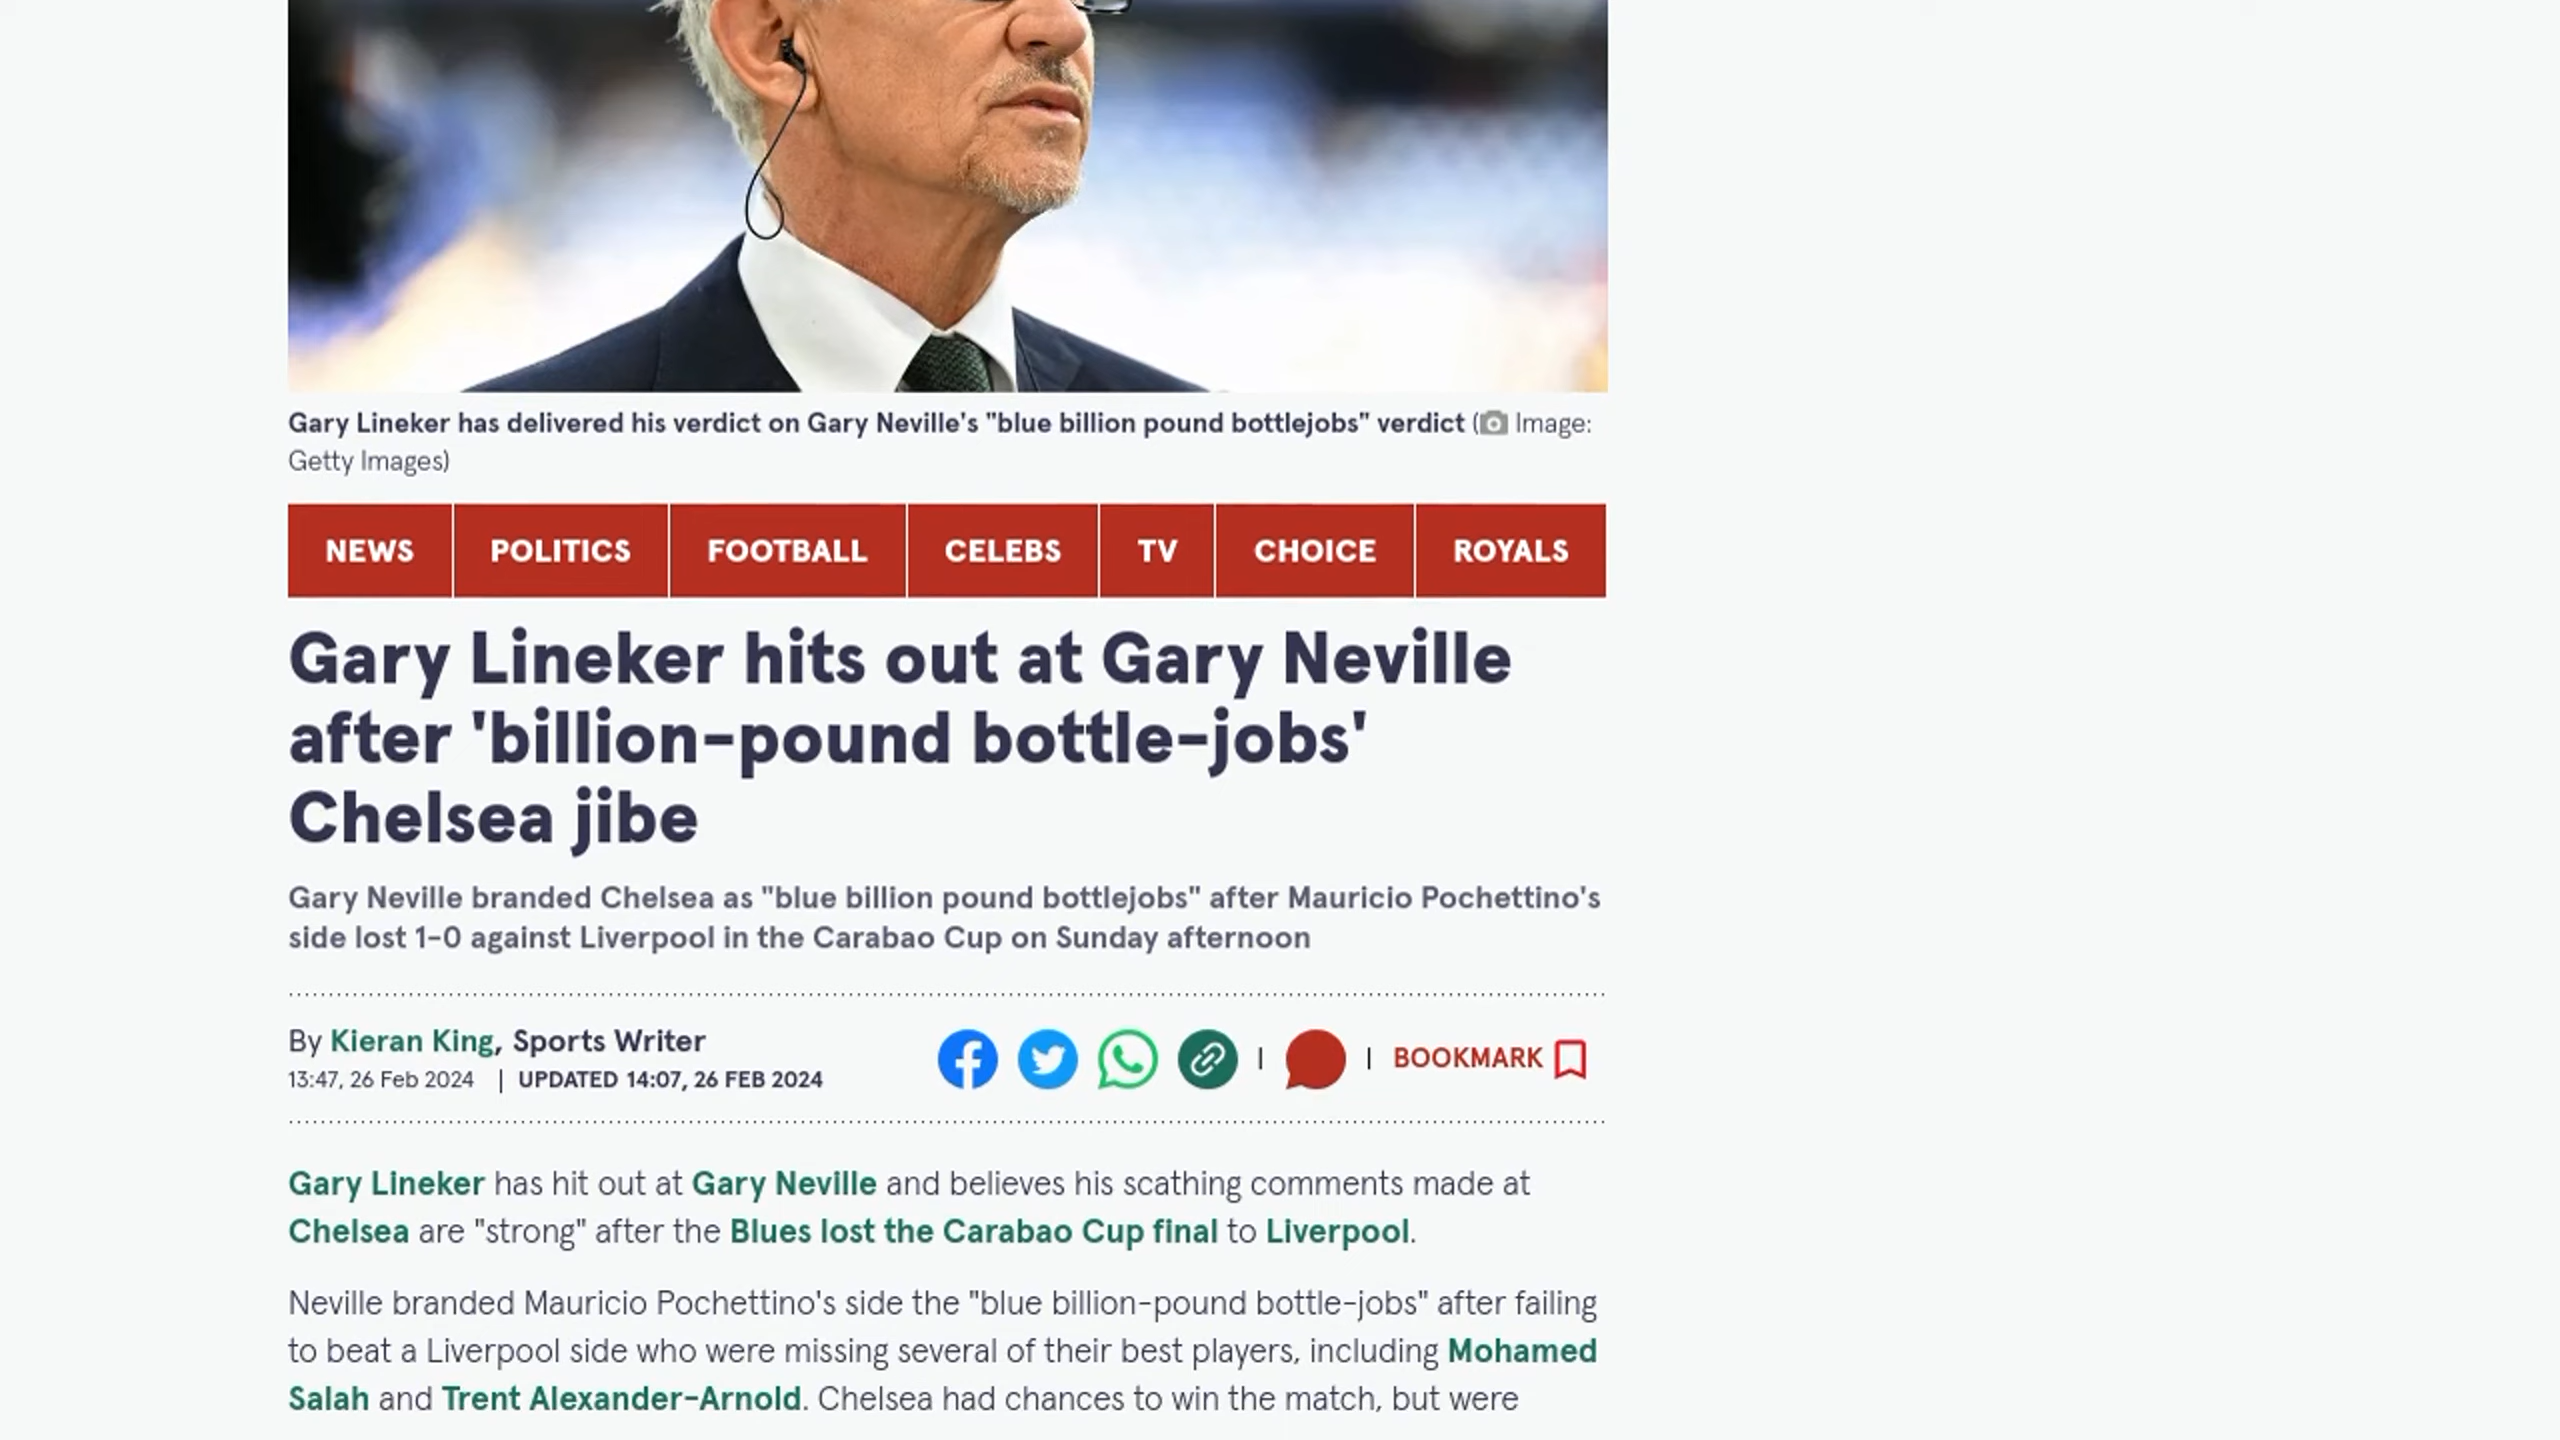 Gary Lineker has delivered his verdict on Gary Neville's "blue billion pound bottlejobs" verdict ( Image:
Getty Images)
NEWS POLITICS FOOTBALL CELEBS TV CHOICE ROYALS
Gary Lineker hits out at Gary Neville
after 'billion-pound bottle-jobs'
Chelsea jibe
Gary Neville branded Chelsea as "blue billion pound bottlejobs" after Mauricio Pochettino's
side lost 1-0 against Liverpool in the Carabao Cup on Sunday afternoon
By Kieran King, Sports Writer
13:47, 26 Feb 2024 | UPDATED 14:07, 26 FEB 2024
| | BOOKMARK
Gary Lineker has hit out at Gary Neville and believes his scathing comments made at
Chelsea are "strong" after the Blues lost the Carabao Cup final to Liverpool.
Neville branded Mauricio Pochettino's side the "blue billion-pound bottle-jobs" after failing
to beat a Liverpool side who were missing several of their best players, including Mohamed
Salah and Trent Alexander-Arnold. Chelsea had chances to win the match, but were